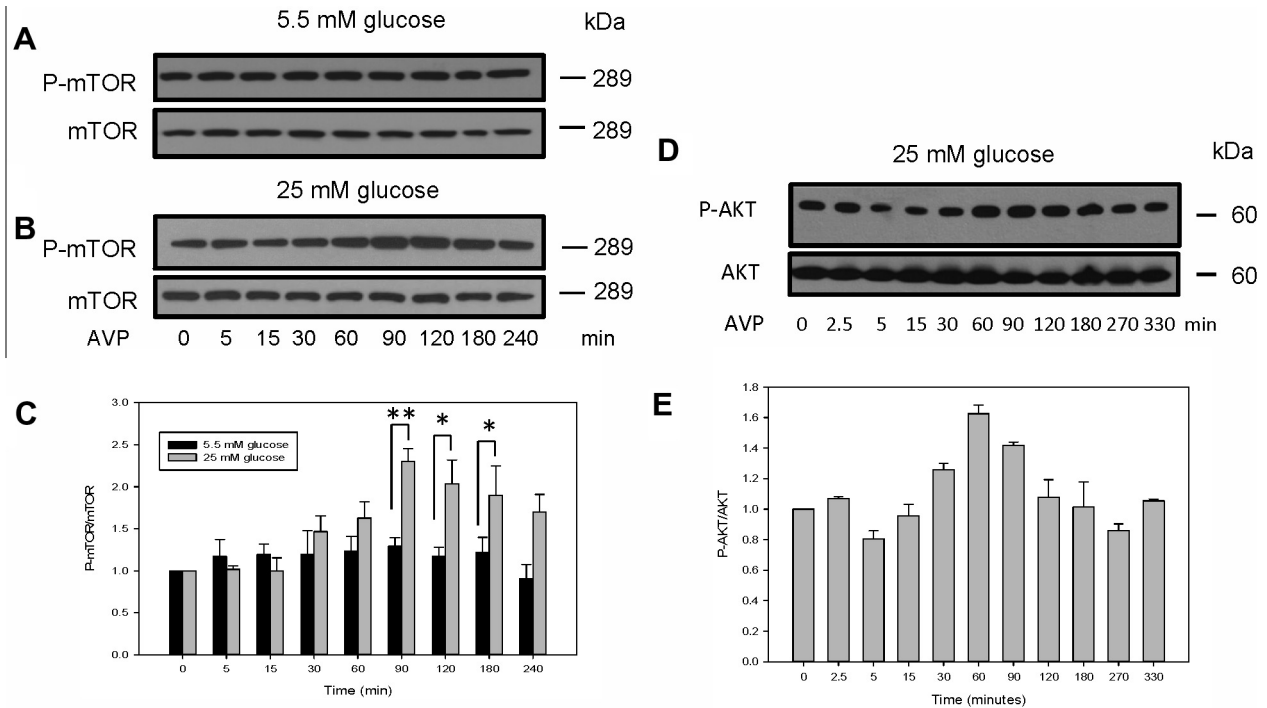 A
5.5 mM glucose
kDa
P-mTOR
289
mTOR
289
25 mM glucose
B
P-mTOR
289
mTOR
289
AVP 0 5 15 30 60 90 120 180 240 min
C
3.0
2.5
2.0
1.5
1.0
0.5
0.0
P-mTOR/mTOR
5.5 mM glucose
25 mM glucose
** * *
0 5 15 30 60 90 120 180 240
Time (min)
D
25 mM glucose
kDa
P-AKT
60
AKT
60
AVP 0 2.5 5 15 30 60 90 120 180 270 330 min
E
1.8
1.6
1.4
1.2
1.0
0.8
0.6
0.4
0.2
0.0
P-AKT/AKT
0 2.5 5 15 30 60 90 120 180 270 330
Time (minutes)